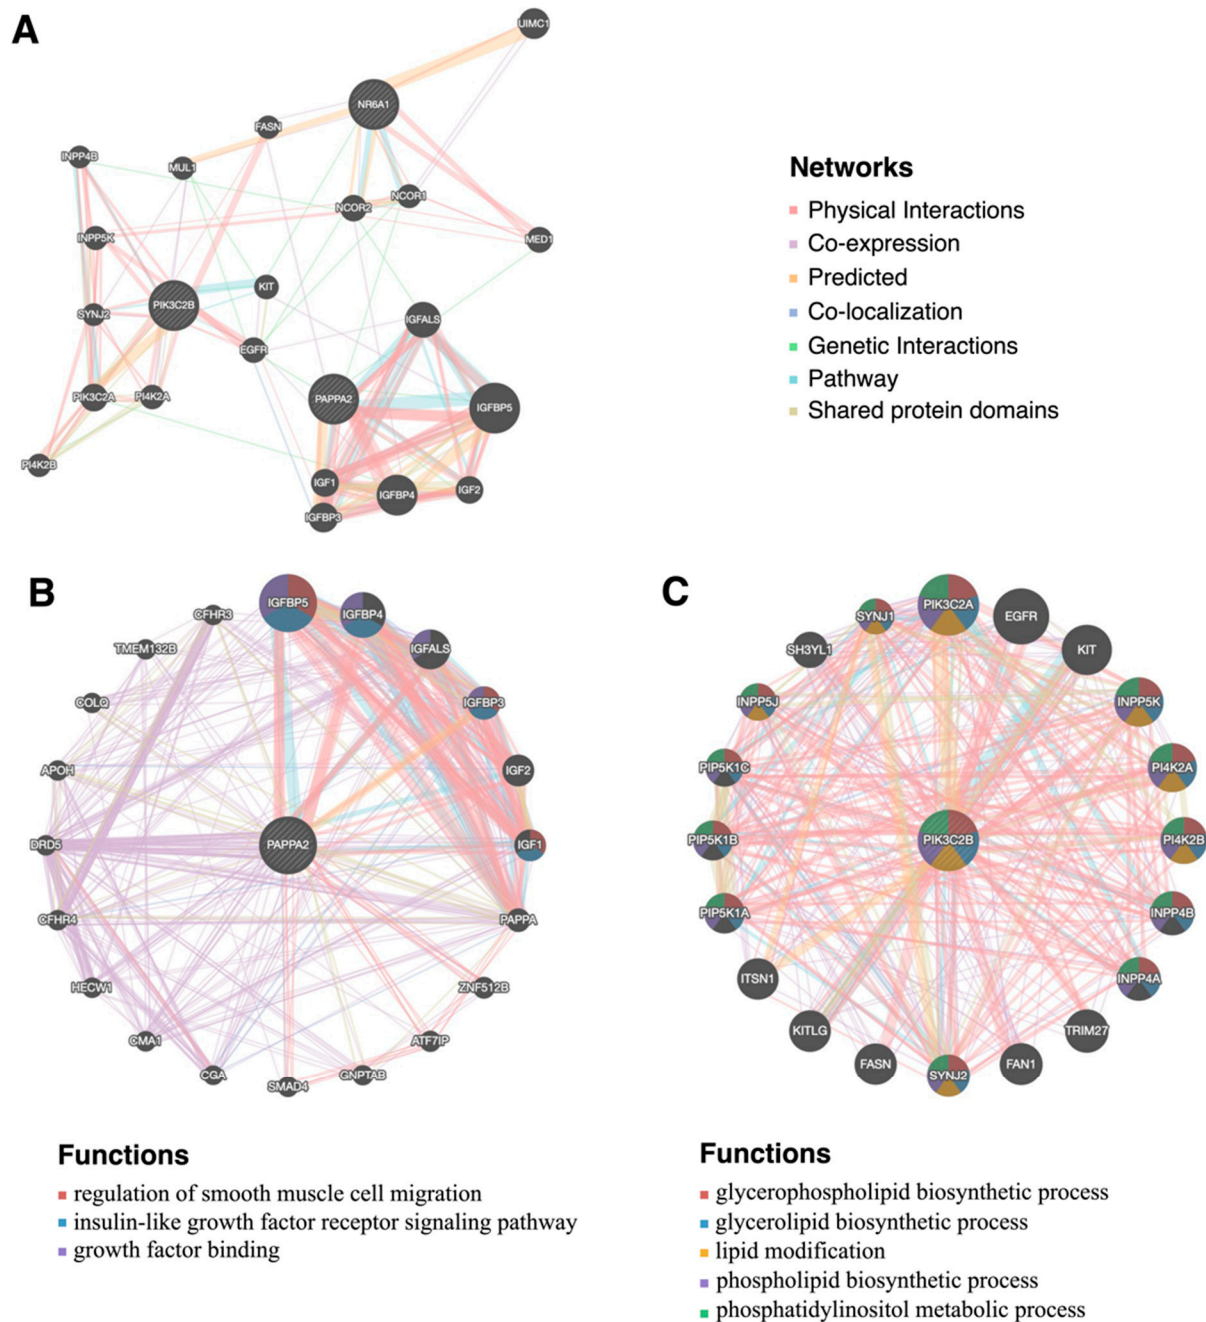 A
UIMC1
NR6A1
FASN
INPP4B
MUL1
NCOR1
NCOR2
INPP5K
MED1
KIT
PIK3C2B
SYNJ2
IGFALS
EGFR
PIK3C2A
PI4K2A
PAPPA2
IGFBP5
PI4K2B
IGF1
IGFBP4
IGF2
IGFBP3
Networks
Physical Interactions
Co-expression
Predicted
Co-localization
Genetic Interactions
Pathway
Shared protein domains
B
IGFBP5
IGFBP4
CFHR3
TMEM132B
IGFALS
COLQ
IGFBP3
APOH
IGF2
DRD5
PAPPA2
IGF1
CFHR4
PAPPA
HECW1
ZNF512B
CMA1
ATF7IP
CGA
SMAD4
GNPTAB
Functions
regulation of smooth muscle cell migration
insulin-like growth factor receptor signaling pathway
growth factor binding
C
PIK3C2A
SYNJ1
EGFR
SH3YL1
KIT
INPP5J
INPP5K
PIP5K1C
PI4K2A
PIP5K1B
PIK3C2B
PI4K2B
PIP5K1A
INPP4B
ITSN1
INPP4A
KITLG
TRIM27
FASN
SYNJ2
FAN1
Functions
glycerophospholipid biosynthetic process
glycerolipid biosynthetic process
lipid modification
phospholipid biosynthetic process
phosphatidylinositol metabolic process